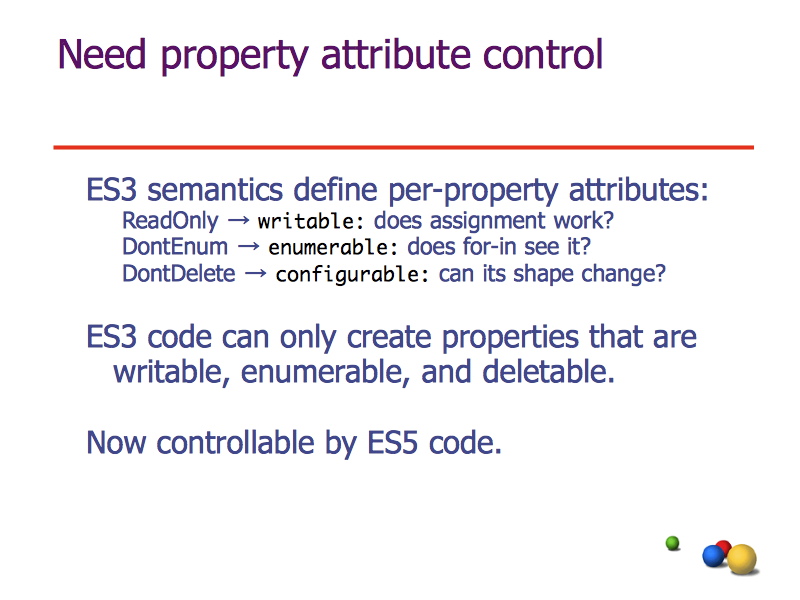 Need property attribute control
ES3 semantics define per-property attributes:
ReadOnly → writable: does assignment work?
DontEnum → enumerable: does for-in see it?
DontDelete → configurable: can its shape change?
ES3 code can only create properties that are
writable, enumerable, and deletable.
Now controllable by ES5 code.